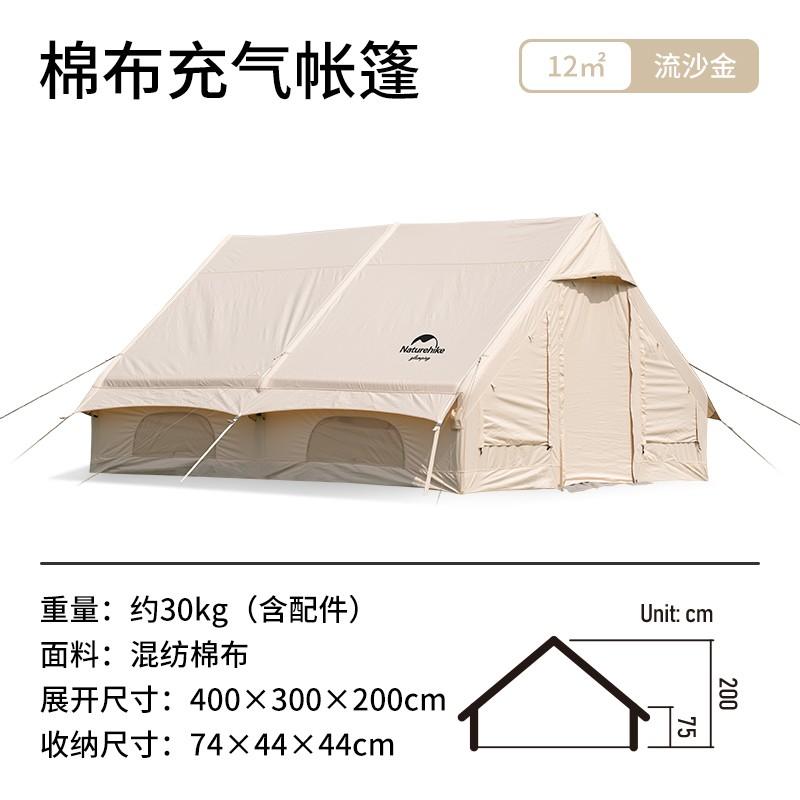 棉布充气帐篷
12㎡ 流沙金
Naturehike
glamping
重量：约30kg（含配件）
面料：混纺棉布
展开尺寸：400×300×200cm
收纳尺寸：74×44×44cm
Unit: cm
200
75